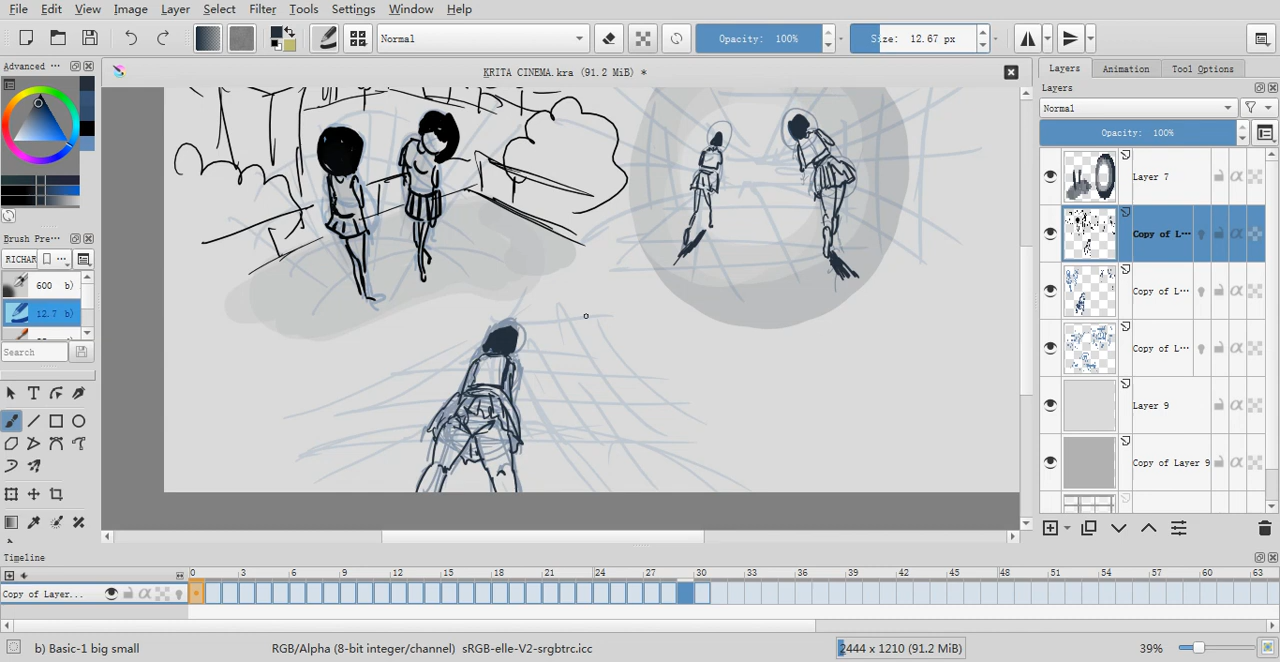 File Edit View Image Layer Select Filter Tools Settings Window Help
Normal Opacity: 100% Size: 12.67 px
Advanced ···
KRITA CINEMA.kra (91.2 MiB) *
Layers Animation Tool Options
Layers
Normal
Opacity: 100%
Layer 7
Copy of L···
Copy of L···
Copy of L···
Layer 9
Copy of Layer 9
Brush Pre···
RICHAR
600 b)
12.7 b)
Search
Timeline
0 3 6 9 12 15 18 21 24 27 30 33 36 39 42 45 48 51 54 57 60 63
Copy of Layer...
b) Basic-1 big small RGB/Alpha (8-bit integer/channel) sRGB-elle-V2-srgbtrc.icc 2444 x 1210 (91.2 MiB) 39%